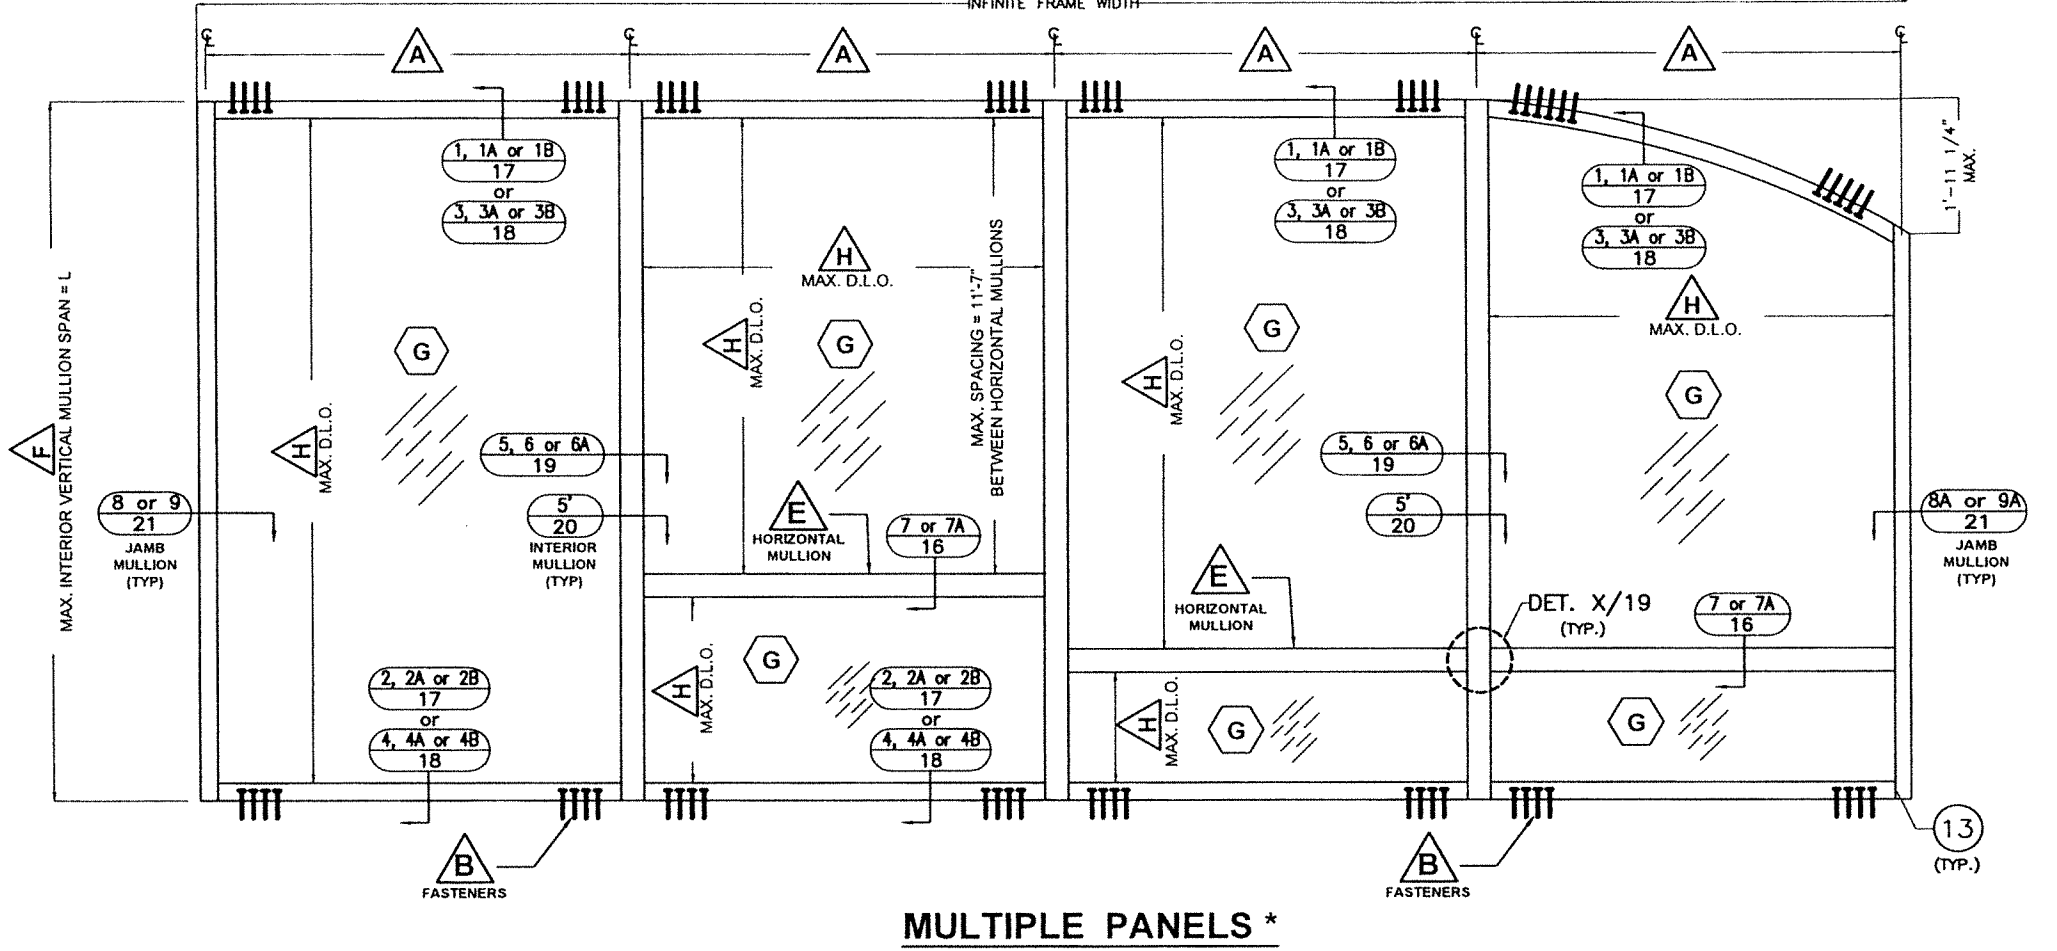 INFINITE FRAME WIDTH
℄ ℄ ℄ ℄ ℄
A A A A
1'-11 1/4"
MAX.
1, 1A or 1B
17
or
3, 3A or 3B
18
1, 1A or 1B
17
or
3, 3A or 3B
18
1, 1A or 1B
17
or
3, 3A or 3B
18
F
MAX. INTERIOR VERTICAL MULLION SPAN = L
H
MAX. D.L.O.
G
H
MAX. D.L.O.
H
MAX. D.L.O.
G
MAX. SPACING = 11'-7"
BETWEEN HORIZONTAL MULLIONS
H
MAX. D.L.O.
G
H
MAX. D.L.O.
G
8 or 9
21
JAMB
MULLION
(TYP)
5, 6 or 6A
19
5'
20
INTERIOR
MULLION
(TYP)
E
HORIZONTAL
MULLION
7 or 7A
16
5, 6 or 6A
19
5'
20
8A or 9A
21
JAMB
MULLION
(TYP)
E
HORIZONTAL
MULLION
DET. X/19
(TYP.)
7 or 7A
16
2, 2A or 2B
17
or
4, 4A or 4B
18
H
MAX. D.L.O.
G
2, 2A or 2B
17
or
4, 4A or 4B
18
H
MAX. D.L.O.
G
G
B
FASTENERS
B
FASTENERS
13
(TYP.)
MULTIPLE PANELS *